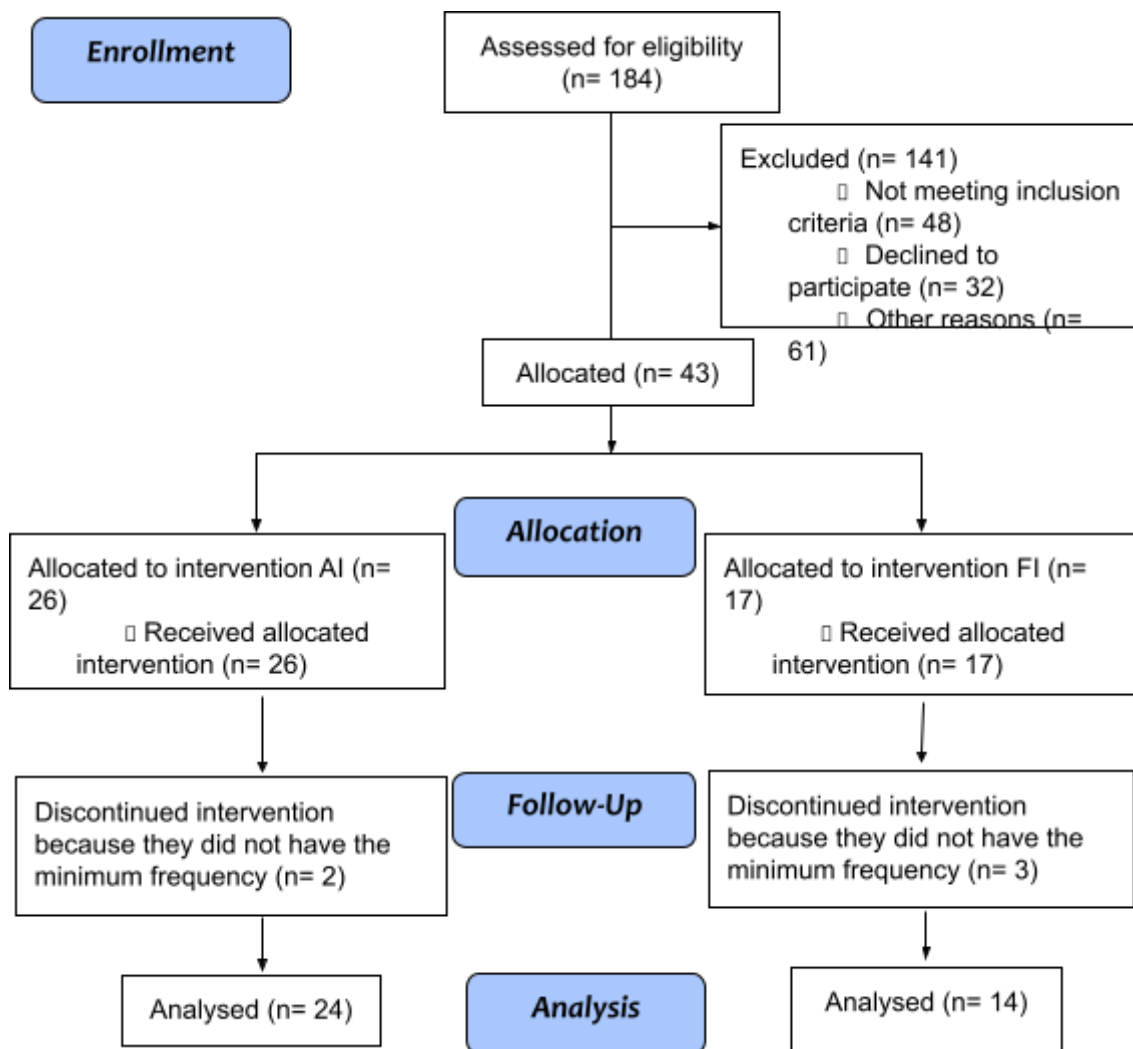 Enrollment
Assessed for eligibility
(n= 184)
Excluded (n= 141)
▯ Not meeting inclusion
criteria (n= 48)
▯ Declined to
participate (n= 32)
▯ Other reasons (n=
61)
Allocated (n= 43)
Allocation
Allocated to intervention AI (n=
26)
▯ Received allocated
intervention (n= 26)
Allocated to intervention FI (n=
17)
▯ Received allocated
intervention (n= 17)
Follow-Up
Discontinued intervention
because they did not have the
minimum frequency (n= 2)
Discontinued intervention
because they did not have the
minimum frequency (n= 3)
Analysed (n= 24)
Analysis
Analysed (n= 14)